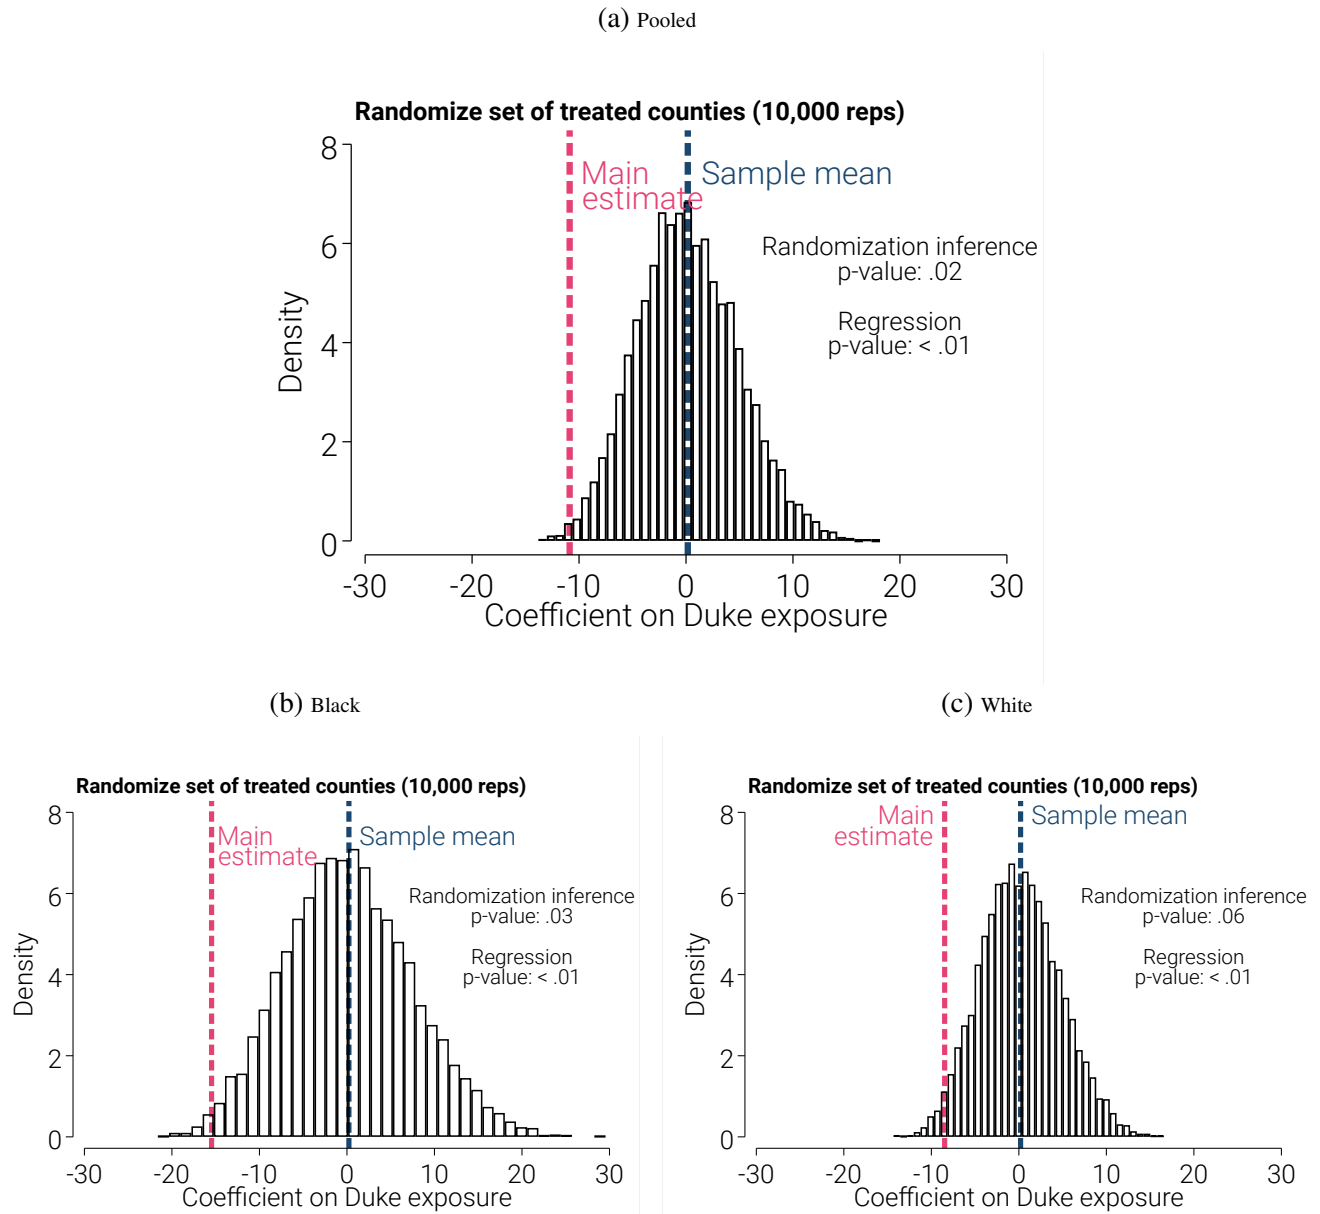 (a) Pooled
Randomize set of treated counties (10,000 reps)
8
6
4
2
0
Density
Main
estimate
Sample mean
Randomization inference
p-value: .02
Regression
p-value: < .01
-30 -20 -10 0 10 20 30
Coefficient on Duke exposure
(b) Black
Randomize set of treated counties (10,000 reps)
8
6
4
2
0
Density
Main
estimate
Sample mean
Randomization inference
p-value: .03
Regression
p-value: < .01
-30 -20 -10 0 10 20 30
Coefficient on Duke exposure
(c) White
Randomize set of treated counties (10,000 reps)
8
6
4
2
0
Density
Main
estimate
Sample mean
Randomization inference
p-value: .06
Regression
p-value: < .01
-30 -20 -10 0 10 20 30
Coefficient on Duke exposure